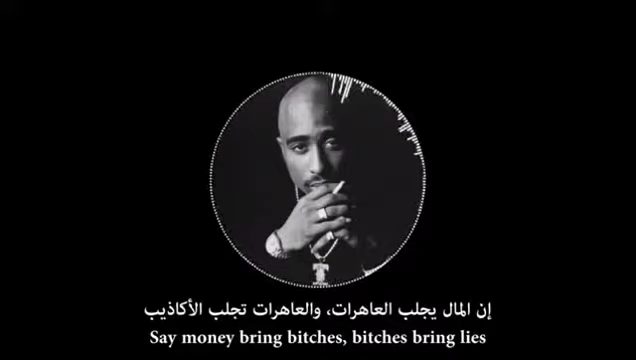 إن المال يجلب العاهرات، والعاهرات تجلب الأكاذيب
Say money bring bitches, bitches bring lies